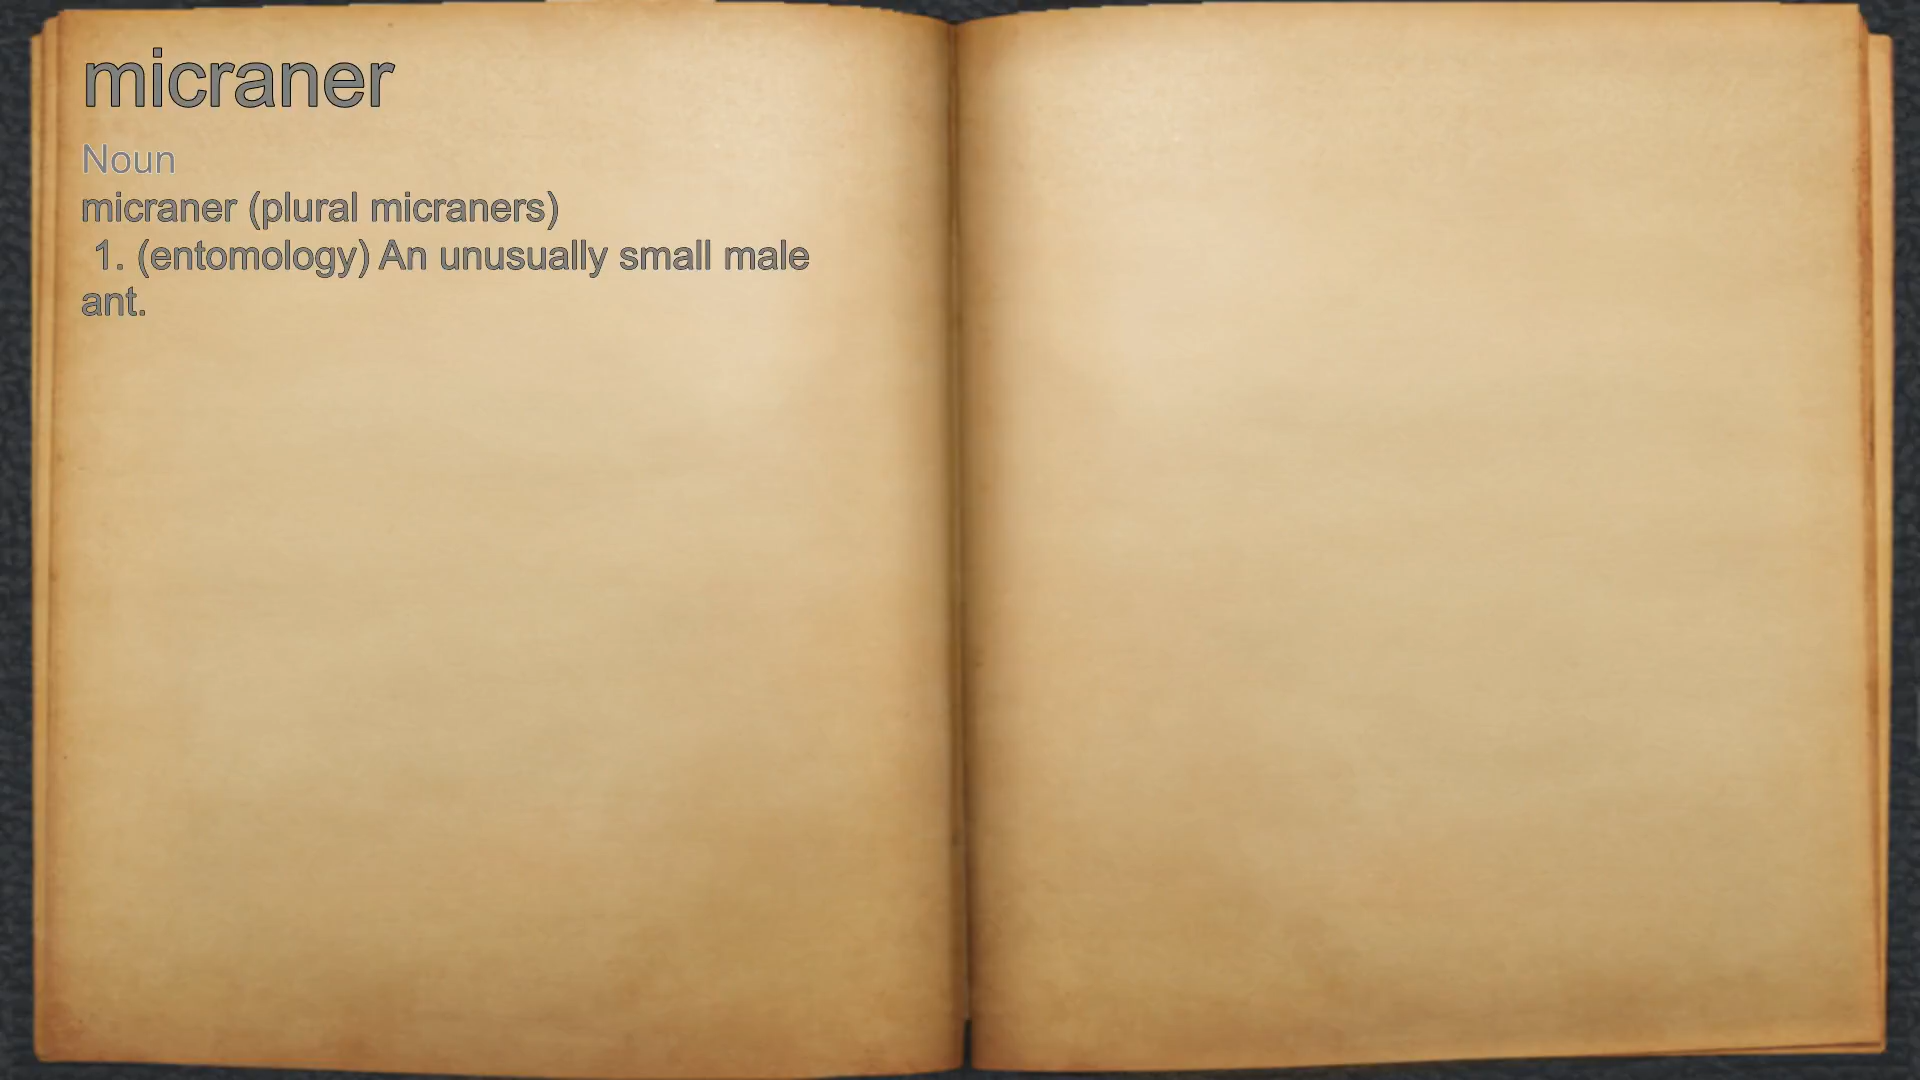 micraner
Noun
micraner (plural micraners)
1. (entomology) An unusually small male
ant.